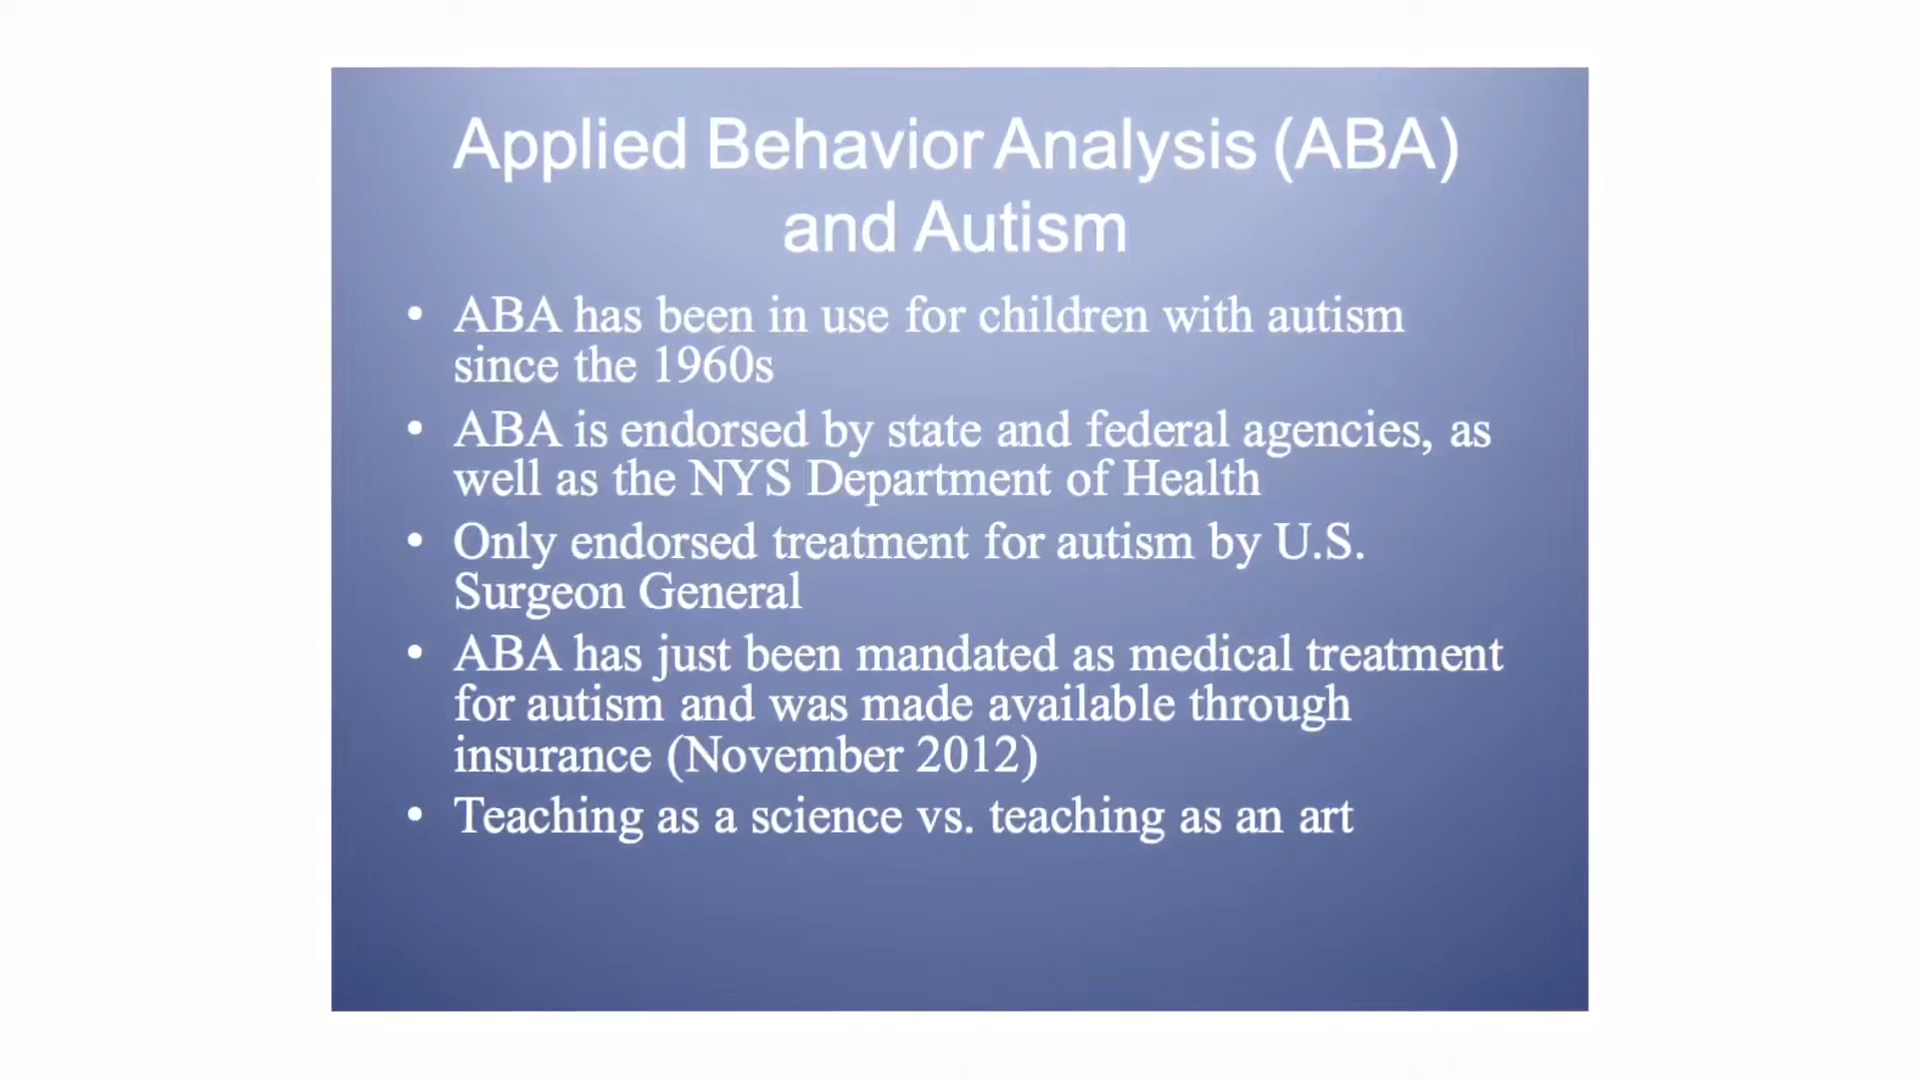 Applied Behavior Analysis (ABA)
and Autism
• ABA has been in use for children with autism
since the 1960s
• ABA is endorsed by state and federal agencies, as
well as the NYS Department of Health
• Only endorsed treatment for autism by U.S.
Surgeon General
• ABA has just been mandated as medical treatment
for autism and was made available through
insurance (November 2012)
• Teaching as a science vs. teaching as an art